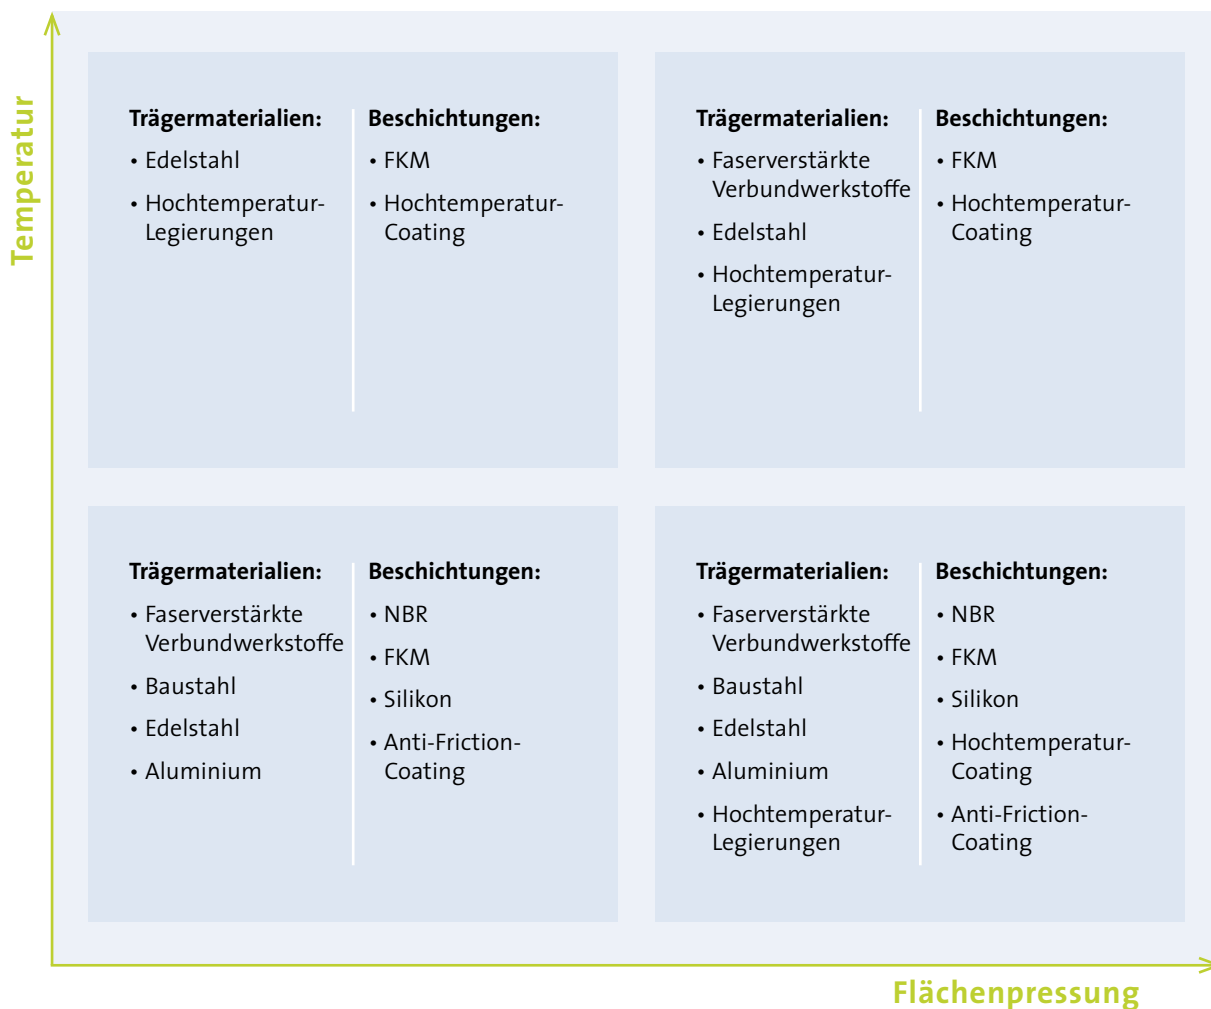 Temperatur
Trägermaterialien:
• Edelstahl
• Hochtemperatur-
Legierungen
Beschichtungen:
• FKM
• Hochtemperatur-
Coating
Trägermaterialien:
• Faserverstärkte
Verbundwerkstoffe
• Edelstahl
• Hochtemperatur-
Legierungen
Beschichtungen:
• FKM
• Hochtemperatur-
Coating
Trägermaterialien:
• Faserverstärkte
Verbundwerkstoffe
• Baustahl
• Edelstahl
• Aluminium
Beschichtungen:
• NBR
• FKM
• Silikon
• Anti-Friction-
Coating
Trägermaterialien:
• Faserverstärkte
Verbundwerkstoffe
• Baustahl
• Edelstahl
• Aluminium
• Hochtemperatur-
Legierungen
Beschichtungen:
• NBR
• FKM
• Silikon
• Hochtemperatur-
Coating
• Anti-Friction-
Coating
Flächenpressung